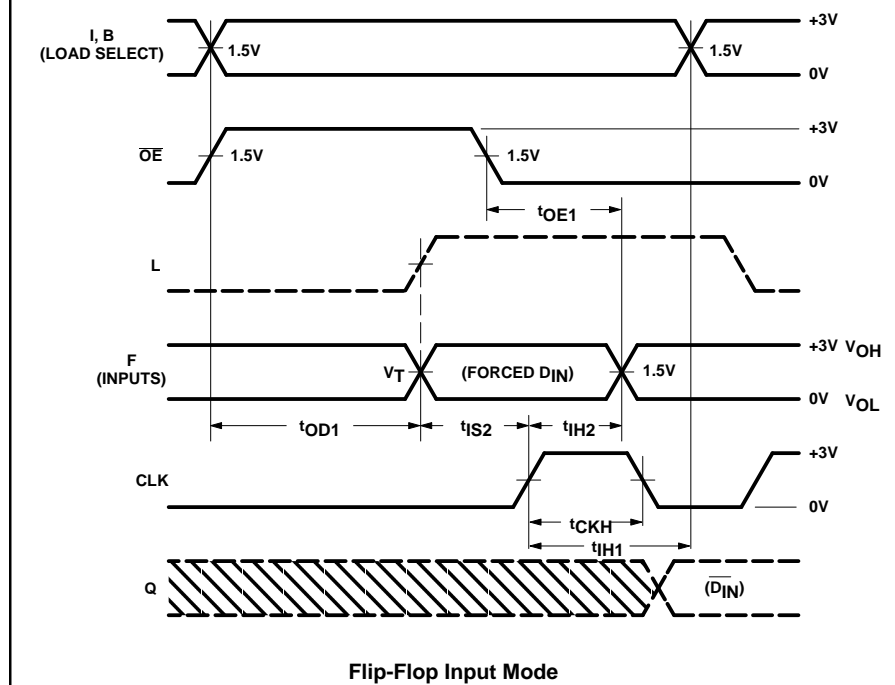 I, B
(LOAD SELECT)
1.5V
1.5V
+3V
0V
OE
1.5V
1.5V
+3V
0V
tOE1
L
F
(INPUTS)
VT
(FORCED DIN)
1.5V
+3V VOH
0V VOL
tOD1
tIS2
tIH2
CLK
+3V
0V
tCKH
tIH1
Q
(DIN)
Flip-Flop Input Mode